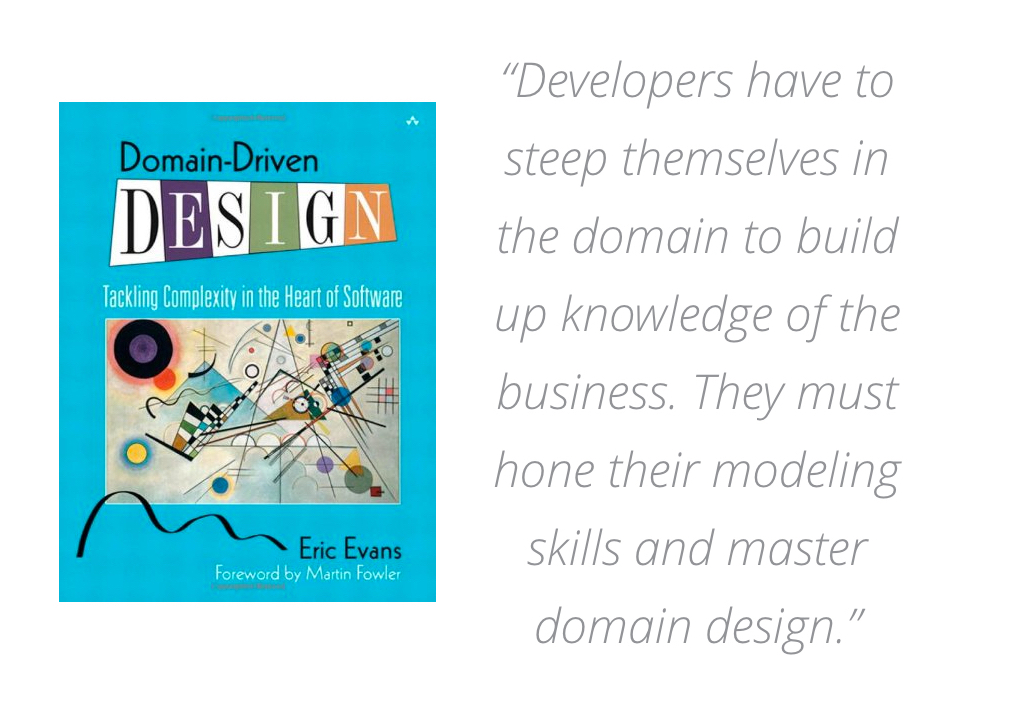 Domain-Driven
DESIGN
Tackling Complexity in the Heart of Software
Eric Evans
Foreword by Martin Fowler
“Developers have to
steep themselves in
the domain to build
up knowledge of the
business. They must
hone their modeling
skills and master
domain design.”